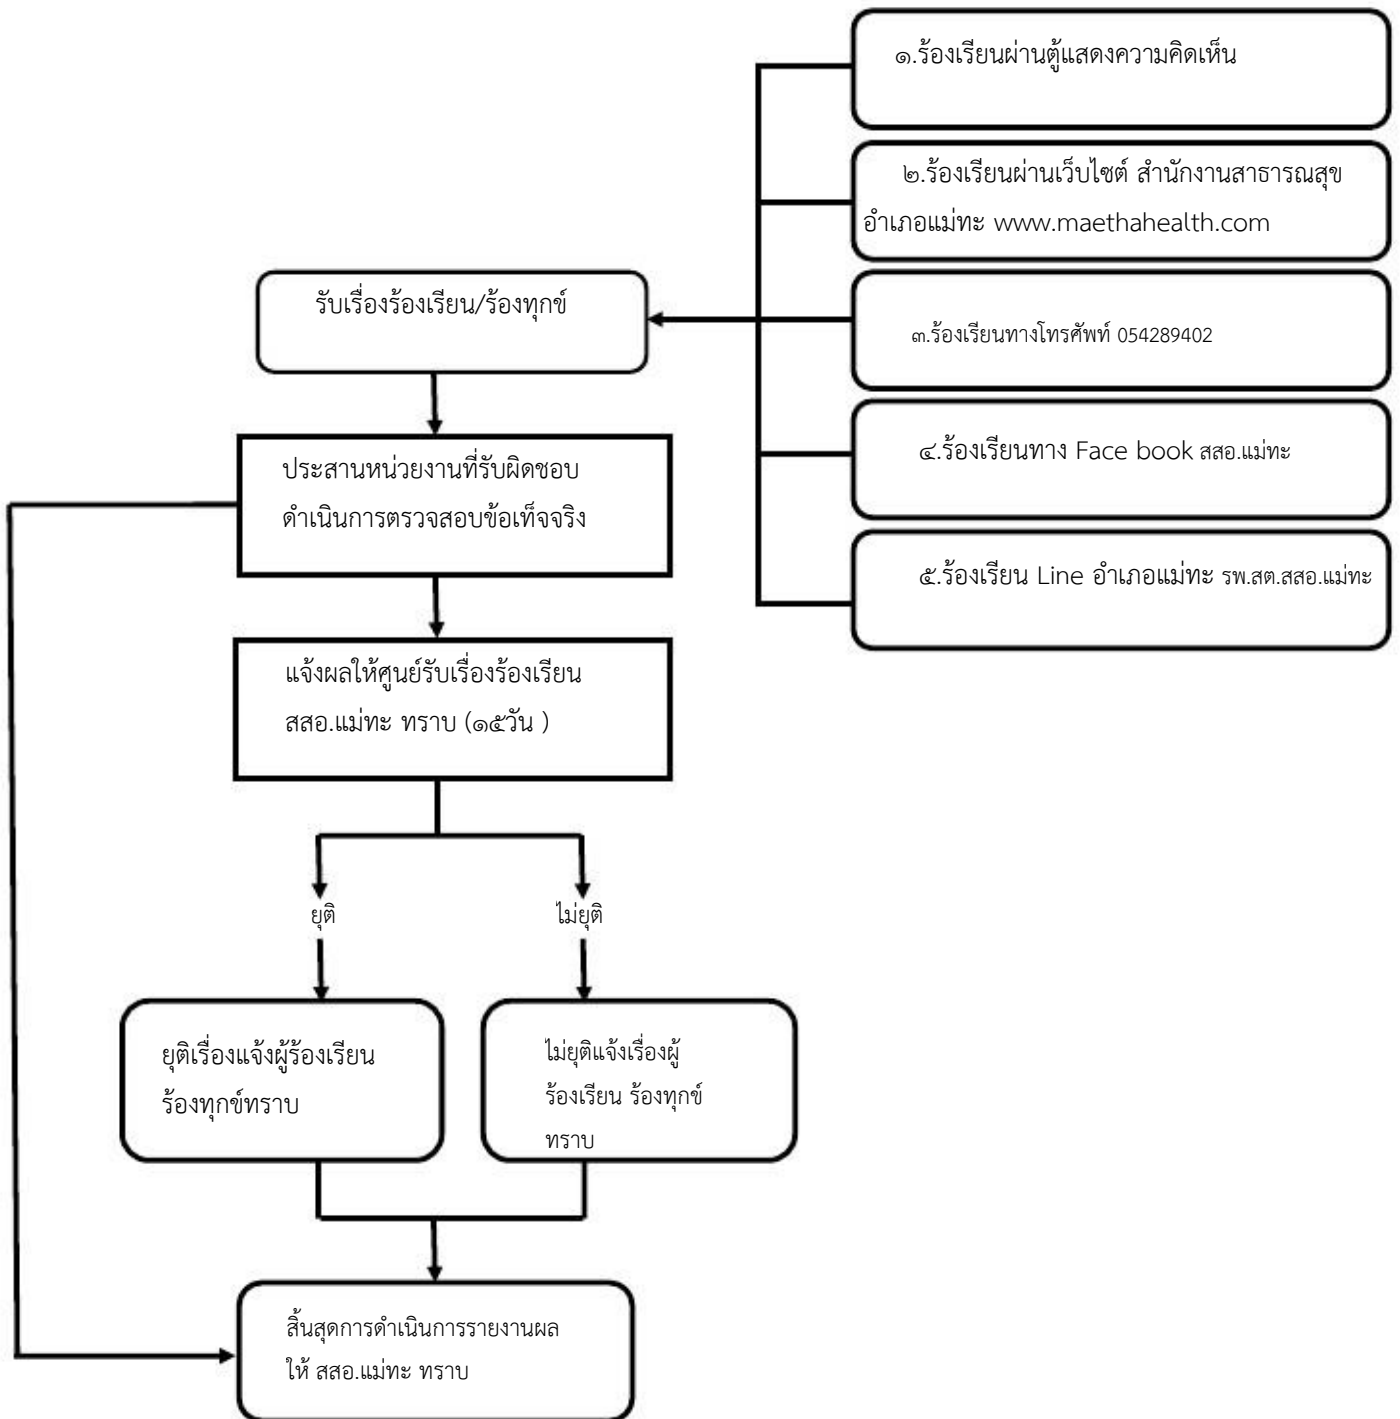 ๑.ร้องเรียนผ่านตู้แสดงความคิดเห็น
๒.ร้องเรียนผ่านเว็บไซต์ สำนักงานสาธารณสุข
อำเภอแม่ทะ www.maethahealth.com
๓.ร้องเรียนทางโทรศัพท์ 054289402
๔.ร้องเรียนทาง Face book สสอ.แม่ทะ
๕.ร้องเรียน Line อำเภอแม่ทะ รพ.สต.สสอ.แม่ทะ
รับเรื่องร้องเรียน/ร้องทุกข์
ประสานหน่วยงานที่รับผิดชอบ
ดำเนินการตรวจสอบข้อเท็จจริง
แจ้งผลให้ศูนย์รับเรื่องร้องเรียน
สสอ.แม่ทะ ทราบ (๑๕วัน )
ยุติ
ไม่ยุติ
ยุติเรื่องแจ้งผู้ร้องเรียน
ร้องทุกข์ทราบ
ไม่ยุติแจ้งเรื่องผู้
ร้องเรียน ร้องทุกข์
ทราบ
สิ้นสุดการดำเนินการรายงานผล
ให้ สสอ.แม่ทะ ทราบ